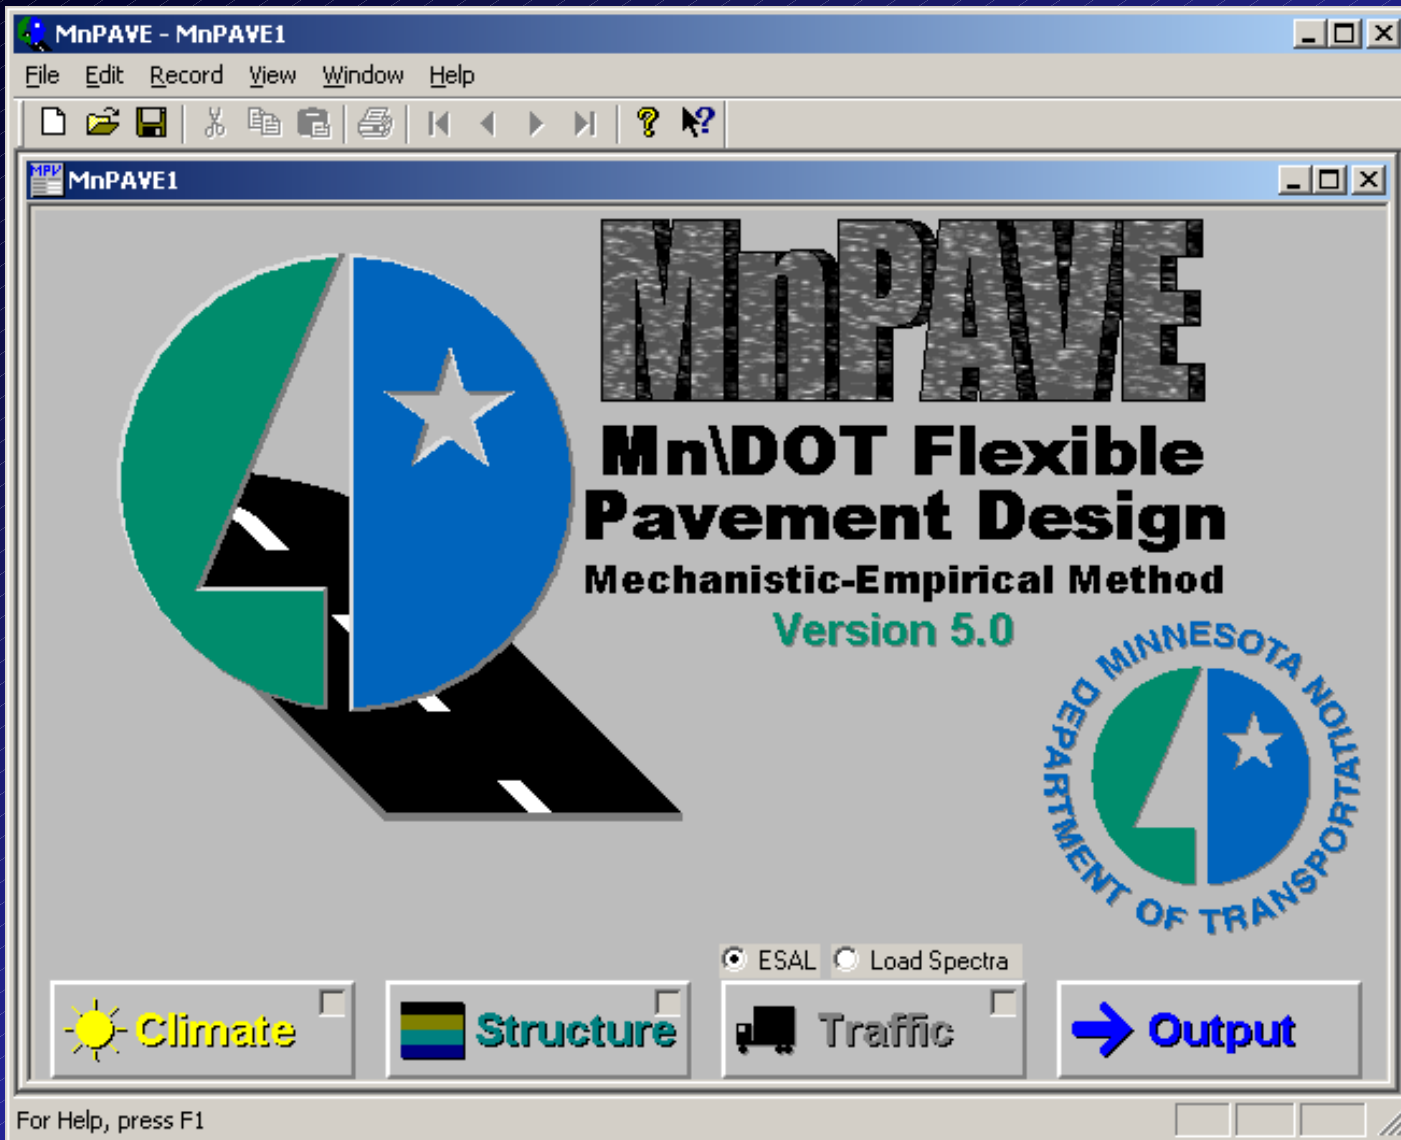 MnPAVE - MnPAVE1
File Edit Record View Window Help
MPV
MnPAVE1
MnPAVE
Mn\DOT Flexible
Pavement Design
Mechanistic-Empirical Method
Version 5.0
MINNESOTA
DEPARTMENT OF TRANSPORTATION
ESAL Load Spectra
Climate Structure Traffic Output
For Help, press F1